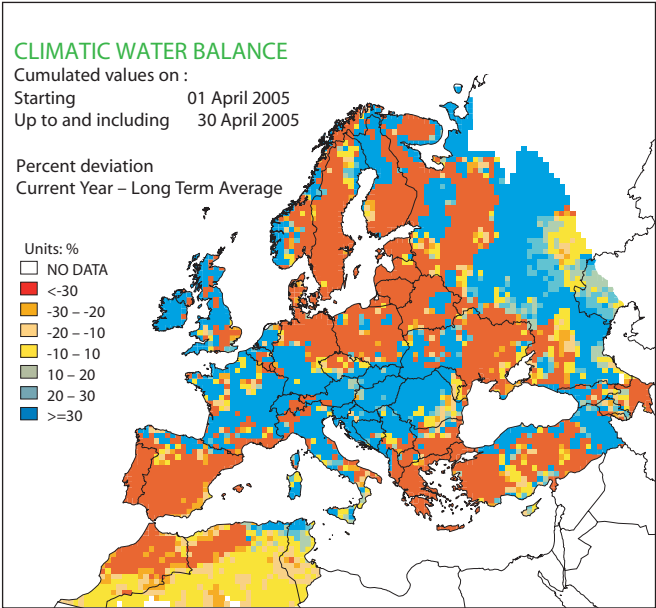 CLIMATIC WATER BALANCE
Cumulated values on :
Starting 01 April 2005
Up to and including 30 April 2005
Percent deviation
Current Year – Long Term Average
Units: %
NO DATA
<-30
-30 – -20
-20 – -10
-10 – 10
10 – 20
20 – 30
>=30